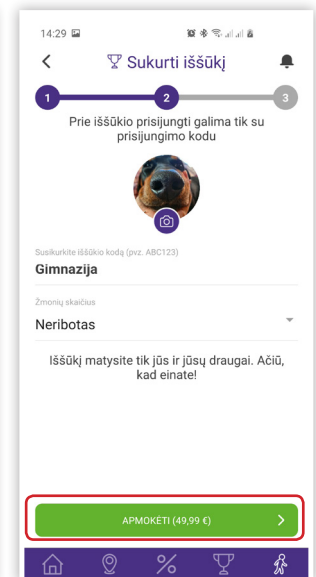 14:29
Sukurti iššūkį
1 2 3
Prie iššūkio prisijungti galima tik su
prisijungimo kodu
Susikurkite iššūkio kodą (pvz. ABC123)
Gimnazija
Žmonių skaičius
Neribotas
Iššūkį matysite tik jūs ir jūsų draugai. Ačiū,
kad einate!
APMOKĖTI (49,99 €)